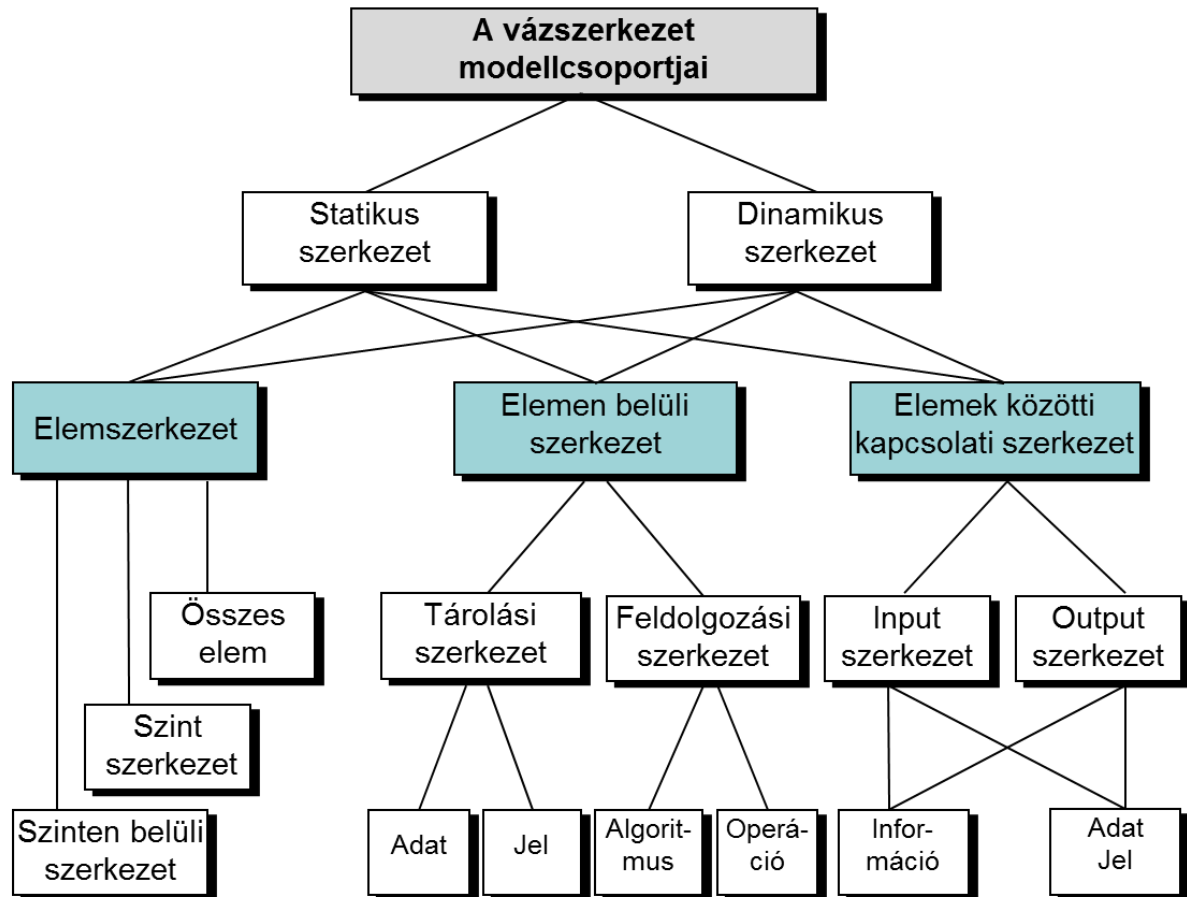 A vázszerkezet
modellcsoportjai
Statikus
szerkezet
Dinamikus
szerkezet
Elemszerkezet
Elemen belüli
szerkezet
Elemek közötti
kapcsolati szerkezet
Összes
elem
Tárolási
szerkezet
Feldolgozási
szerkezet
Input
szerkezet
Output
szerkezet
Szint
szerkezet
Szinten belüli
szerkezet
Adat
Jel
Algorit-
mus
Operá-
ció
Infor-
máció
Adat
Jel